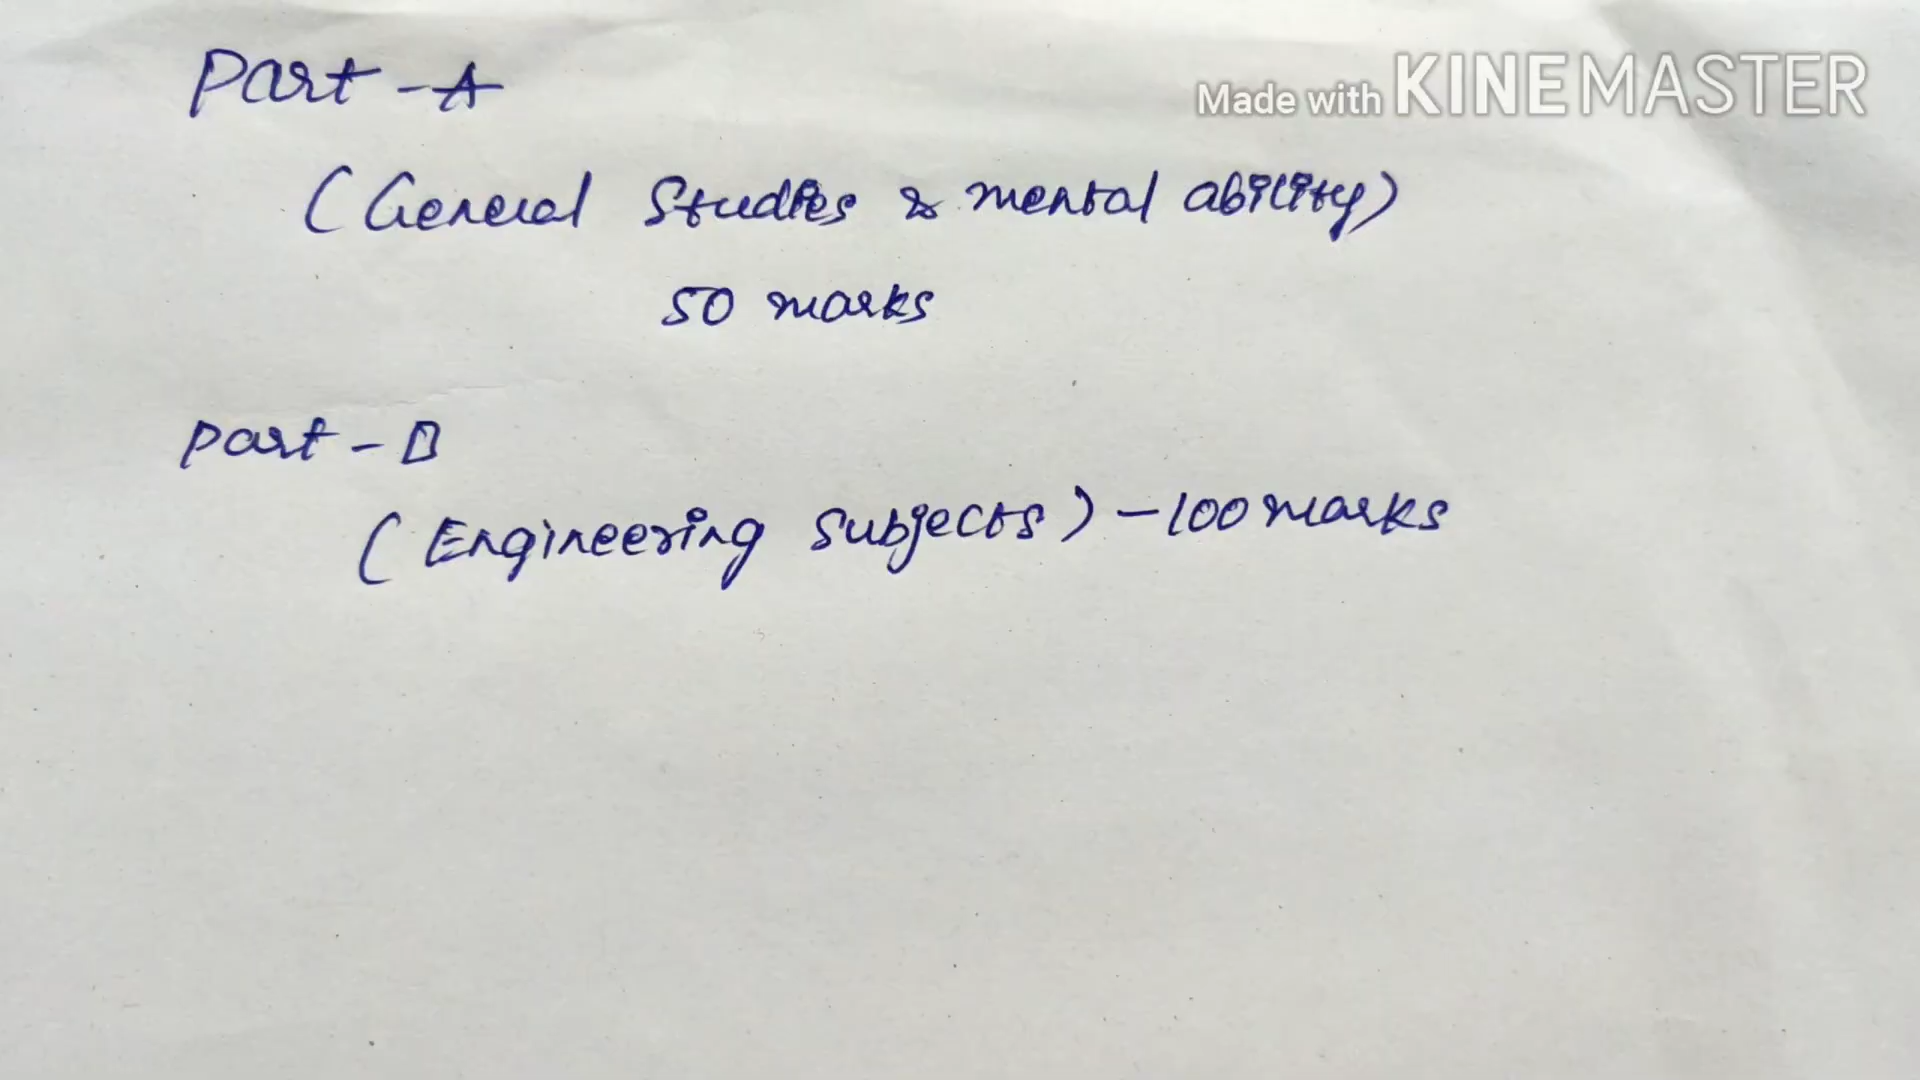 Part - A
Made with KINEMASTER
(General Studies & mental ability)
50 marks
part - B
(Engineering subjects) - 100 marks